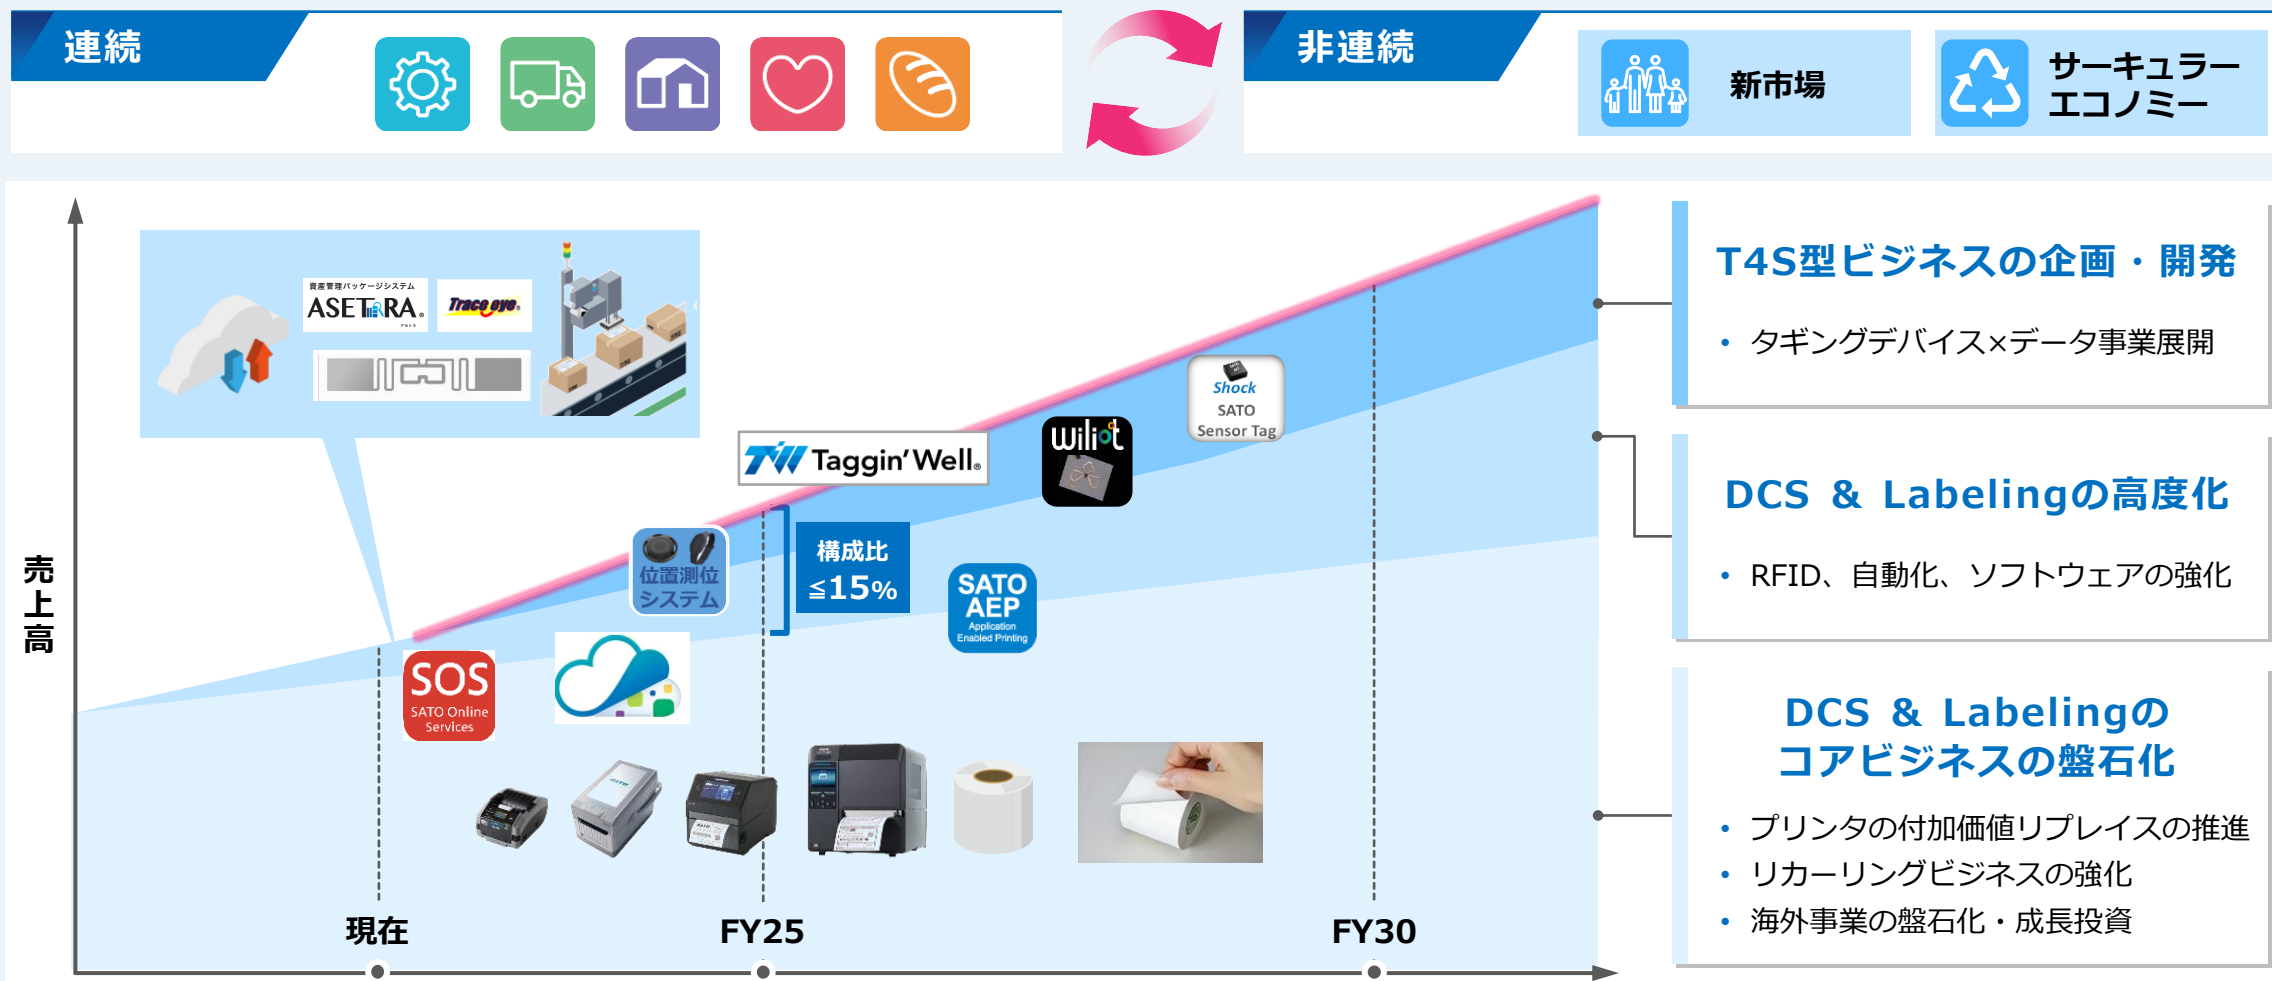 連続
非連続
新市場
サーキュラー
エコノミー
売上高
資産管理パッケージシステム
ASETRA®
アセトラ
Trace eye®
Taggin'Well®
wiliot
Shock
SATO
Sensor Tag
位置測位
システム
構成比
≦15%
SATO
AEP
Application
Enabled Printing
SOS
SATO Online
Services
現在
FY25
FY30
T4S型ビジネスの企画・開発
• タギングデバイス×データ事業展開
DCS & Labelingの高度化
• RFID、自動化、ソフトウェアの強化
DCS & Labelingの
コアビジネスの盤石化
• プリンタの付加価値リプレイスの推進
• リカーリングビジネスの強化
• 海外事業の盤石化・成長投資